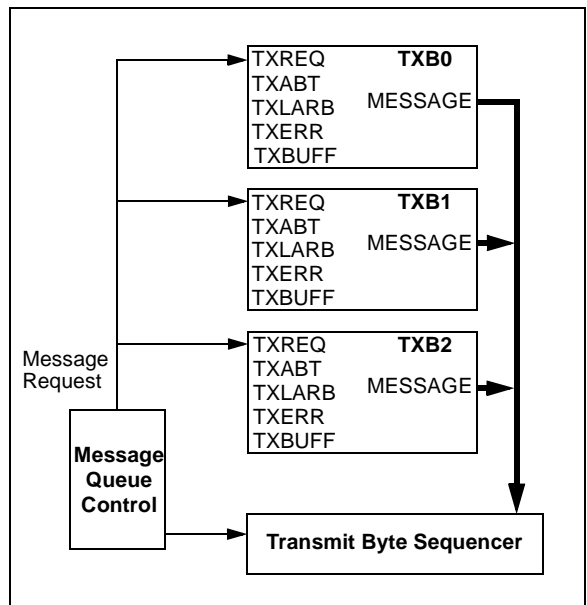 TXREQ TXB0
TXABT
TXLARB MESSAGE
TXERR
TXBUFF
TXREQ TXB1
TXABT
TXLARB MESSAGE
TXERR
TXBUFF
TXREQ TXB2
TXABT
TXLARB MESSAGE
TXERR
TXBUFF
Message
Request
Message
Queue
Control
Transmit Byte Sequencer